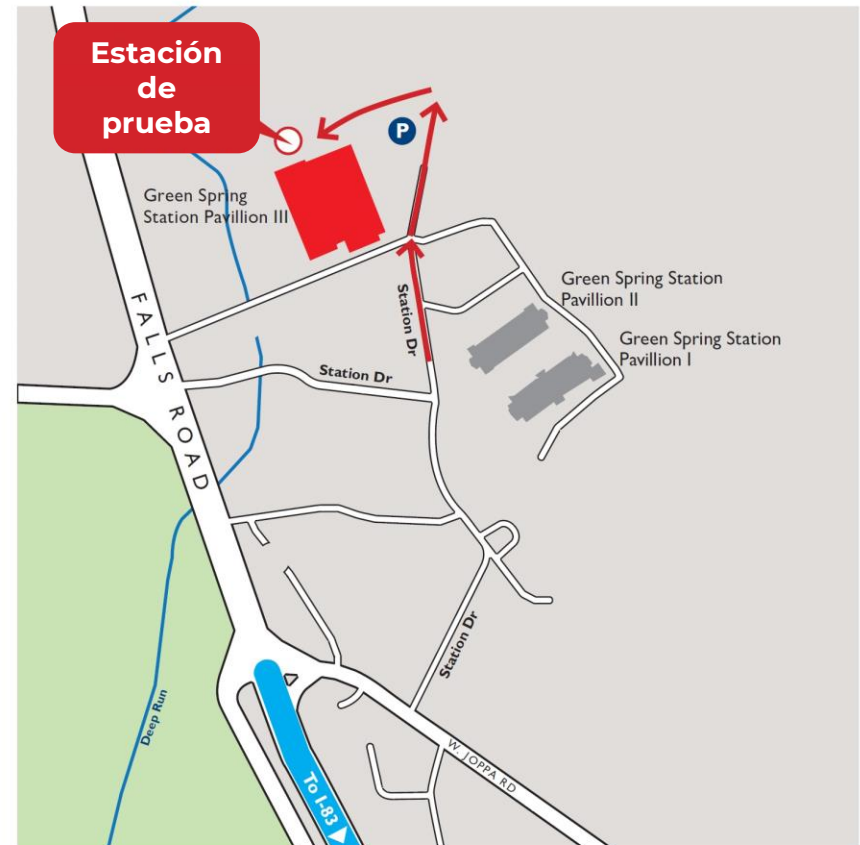 Estación
de
prueba
P
Green Spring
Station Pavillion III
Green Spring Station
Pavillion II
Green Spring Station
Pavillion I
Station Dr
Station Dr
FALLS ROAD
Station Dr
Deep Run
W. JOPPA RD
To I-83